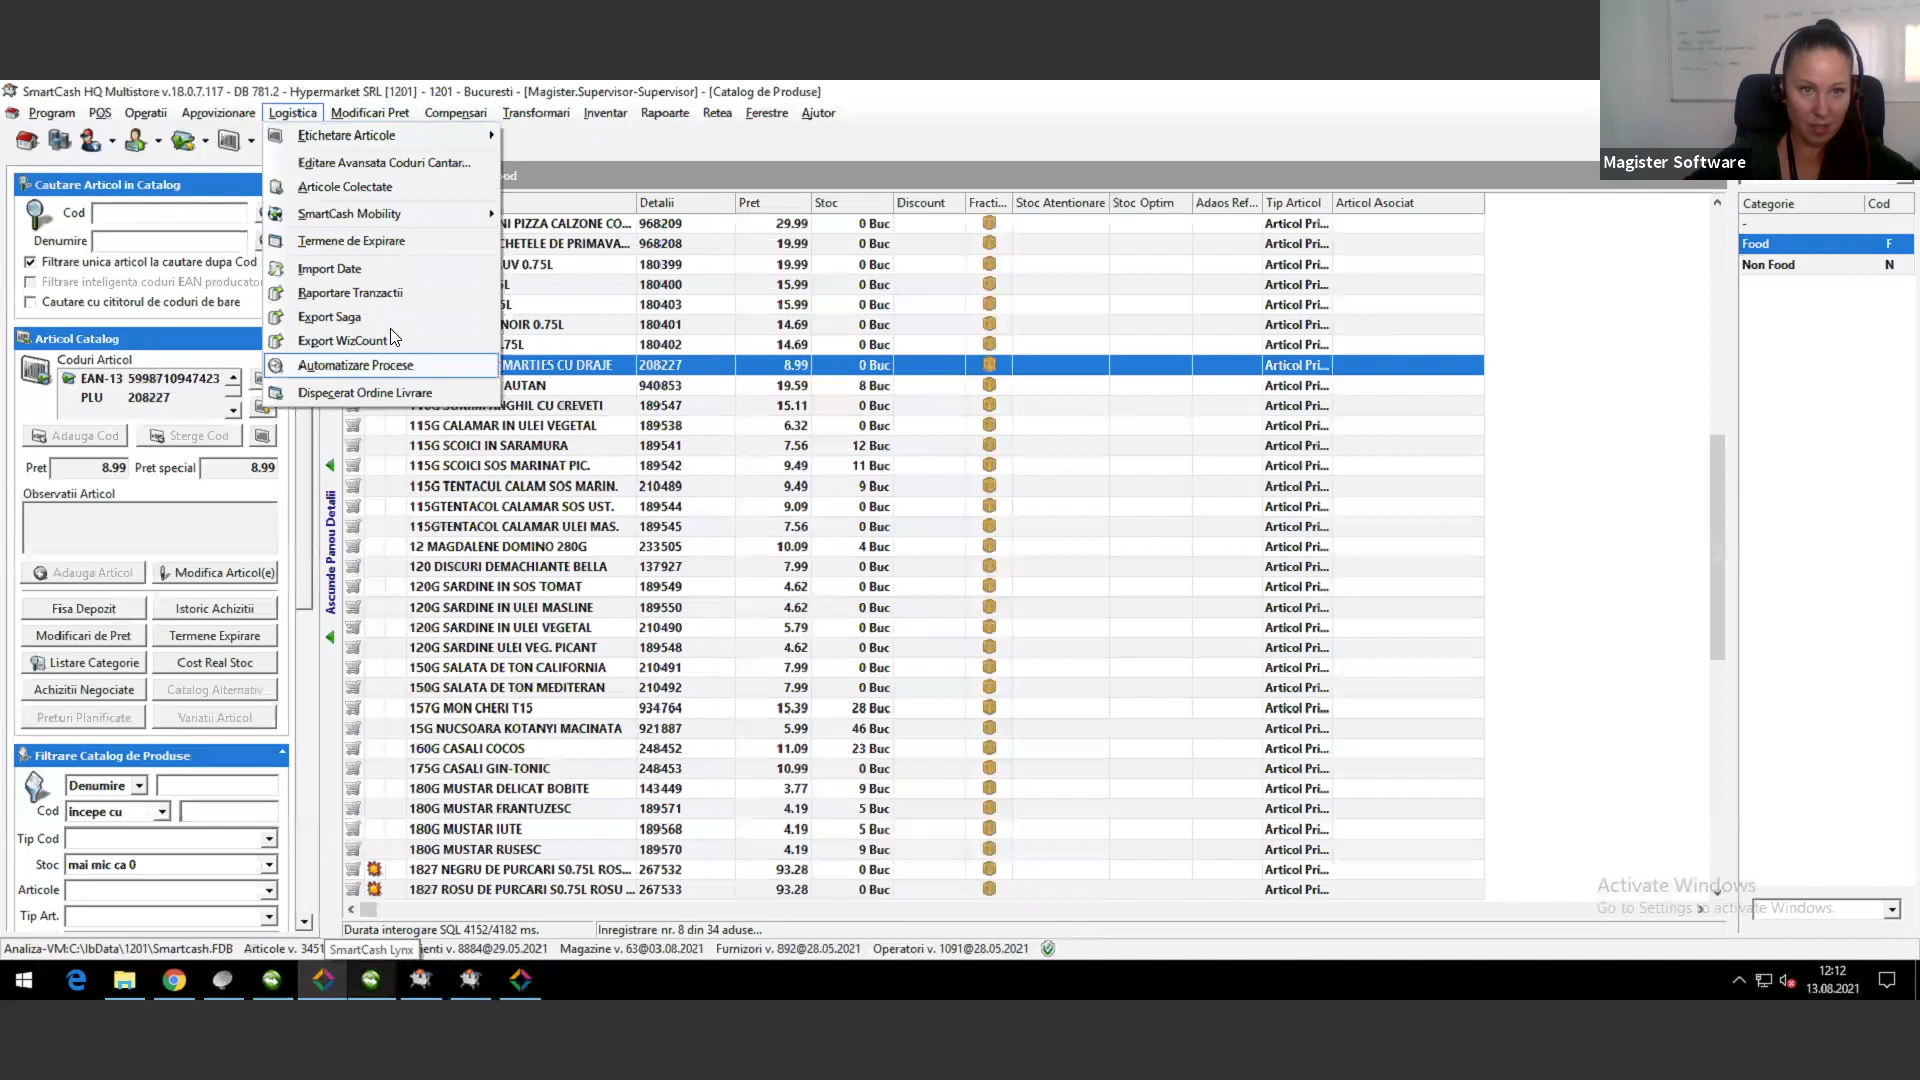 SmartCash HQ Multistore v.18.0.7.117 - DB 781.2 - Hypermarket SRL [1201] - 1201 - Bucuresti - [Magister.Supervisor-Supervisor] - [Catalog de Produse]
Program POS Operatii Aprovizionare Logistica Modificari Pret Compensari Transformari Inventar Rapoarte Retea Ferestre Ajutor
Magister Software
Etichetare Articole
Editare Avansata Coduri Cantar...
Articole Colectate
SmartCash Mobility
Termene de Expirare
Import Date
Raportare Tranzactii
Export Saga
Export WizCount
Automatizare Procese
Dispecerat Ordine Livrare
Cautare Articol in Catalog
Cod
Denumire
Filtrare unica articol la cautare dupa Cod
Filtrare inteligenta coduri EAN producator
Cautare cu cititorul de coduri de bare
Articol Catalog
Coduri Articol
EAN-13 5998710947423
PLU 208227
Adauga Cod Sterge Cod
Pret 8.99 Pret special 8.99
Observatii Articol
Adauga Articol Modifica Articol(e)
Fisa Depozit Istoric Achizitii
Modificari de Pret Termene Expirare
Listare Categorie Cost Real Stoc
Achizitii Negociate Catalog Alternativ
Preturi Planificate Variatii Articol
Filtrare Catalog de Produse
Denumire
Cod incepe cu
Tip Cod
Stoc mai mic ca 0
Articole
Tip Art.
Ascunde Panou Detalii
ood
Detalii Pret Stoc Discount Fracti... Stoc Atentionare Stoc Optim Adaos Ref... Tip Articol Articol Asociat
NI PIZZA CALZONE CO... 968209 29.99 0 Buc Articol Pri...
CHETELE DE PRIMAVA... 968208 19.99 0 Buc Articol Pri...
UV 0.75L 180399 19.99 0 Buc Articol Pri...
5L 180400 15.99 0 Buc Articol Pri...
5L 180403 15.99 0 Buc Articol Pri...
NOIR 0.75L 180401 14.69 0 Buc Articol Pri...
.75L 180402 14.69 0 Buc Articol Pri...
MARTIES CU DRAJE 208227 8.99 0 Buc Articol Pri...
AUTAN 940853 19.59 8 Buc Articol Pri...
110G SURIMI ANGHIL CU CREVETI 189547 15.11 0 Buc Articol Pri...
115G CALAMAR IN ULEI VEGETAL 189538 6.32 0 Buc Articol Pri...
115G SCOICI IN SARAMURA 189541 7.56 12 Buc Articol Pri...
115G SCOICI SOS MARINAT PIC. 189542 9.49 11 Buc Articol Pri...
115G TENTACUL CALAM SOS MARIN. 210489 9.49 9 Buc Articol Pri...
115GTENTACOL CALAMAR SOS UST. 189544 9.09 0 Buc Articol Pri...
115GTENTACOL CALAMAR ULEI MAS. 189545 7.56 0 Buc Articol Pri...
12 MAGDALENE DOMINO 280G 233505 10.09 4 Buc Articol Pri...
120 DISCURI DEMACHIANTE BELLA 137927 7.99 0 Buc Articol Pri...
120G SARDINE IN SOS TOMAT 189549 4.62 0 Buc Articol Pri...
120G SARDINE IN ULEI MASLINE 189550 4.62 0 Buc Articol Pri...
120G SARDINE IN ULEI VEGETAL 210490 5.79 0 Buc Articol Pri...
120G SARDINE ULEI VEG. PICANT 189548 4.62 0 Buc Articol Pri...
150G SALATA DE TON CALIFORNIA 210491 7.99 0 Buc Articol Pri...
150G SALATA DE TON MEDITERAN 210492 7.99 0 Buc Articol Pri...
157G MON CHERI T15 934764 15.39 28 Buc Articol Pri...
15G NUCSOARA KOTANYI MACINATA 921887 5.99 46 Buc Articol Pri...
160G CASALI COCOS 248452 11.09 23 Buc Articol Pri...
175G CASALI GIN-TONIC 248453 10.99 0 Buc Articol Pri...
180G MUSTAR DELICAT BOBITE 143449 3.77 9 Buc Articol Pri...
180G MUSTAR FRANTUZESC 189571 4.19 5 Buc Articol Pri...
180G MUSTAR IUTE 189568 4.19 5 Buc Articol Pri...
180G MUSTAR RUSESC 189570 4.19 9 Buc Articol Pri...
1827 NEGRU DE PURCARI S0.75L ROS... 267532 93.28 0 Buc Articol Pri...
1827 ROSU DE PURCARI S0.75L ROSU ... 267533 93.28 0 Buc Articol Pri...
Categorie Cod
-
Food F
Non Food N
Activate Windows
Go to Settings to activate Windows.
Durata interogare SQL 4152/4182 ms. Inregistrare nr. 8 din 34 aduse...
Analiza-VM:C:\IbData\1201\Smartcash.FDB Articole v. 3451 SmartCash Lynx ienti v. 8884@29.05.2021 Magazine v. 63@03.08.2021 Furnizori v. 892@28.05.2021 Operatori v. 1091@28.05.2021
12:12
13.08.2021